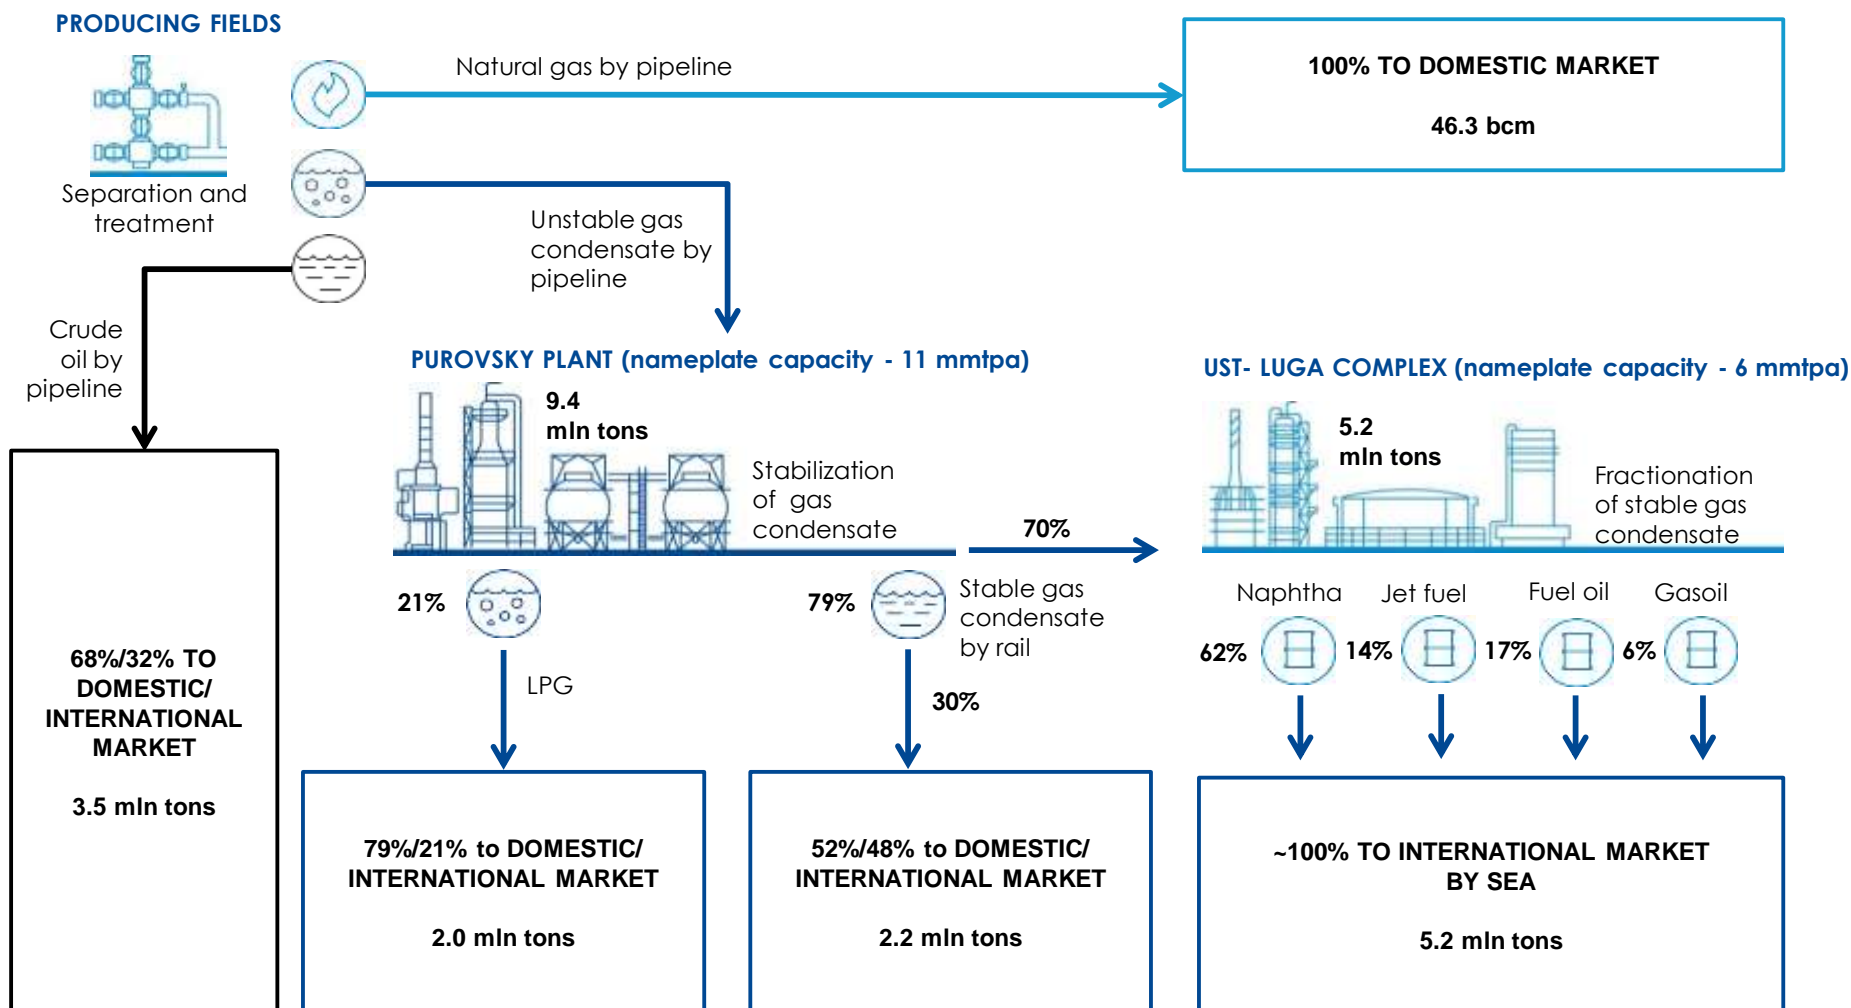 PRODUCING FIELDS
Natural gas by pipeline
100% TO DOMESTIC MARKET
46.3 bcm
Separation and
treatment
Unstable gas
condensate by
pipeline
Crude
oil by
pipeline
PUROVSKY PLANT (nameplate capacity - 11 mmtpa)
UST- LUGA COMPLEX (nameplate capacity - 6 mmtpa)
9.4
mln tons
5.2
mln tons
Stabilization
of gas
condensate
Fractionation
of stable gas
condensate
70%
21%
79%
Stable gas
condensate
by rail
Naphtha
Jet fuel
Fuel oil
Gasoil
62%
14%
17%
6%
LPG
30%
68%/32% TO
DOMESTIC/
INTERNATIONAL
MARKET
3.5 mln tons
79%/21% to DOMESTIC/
INTERNATIONAL MARKET
2.0 mln tons
52%/48% to DOMESTIC/
INTERNATIONAL MARKET
2.2 mln tons
~100% TO INTERNATIONAL MARKET
BY SEA
5.2 mln tons